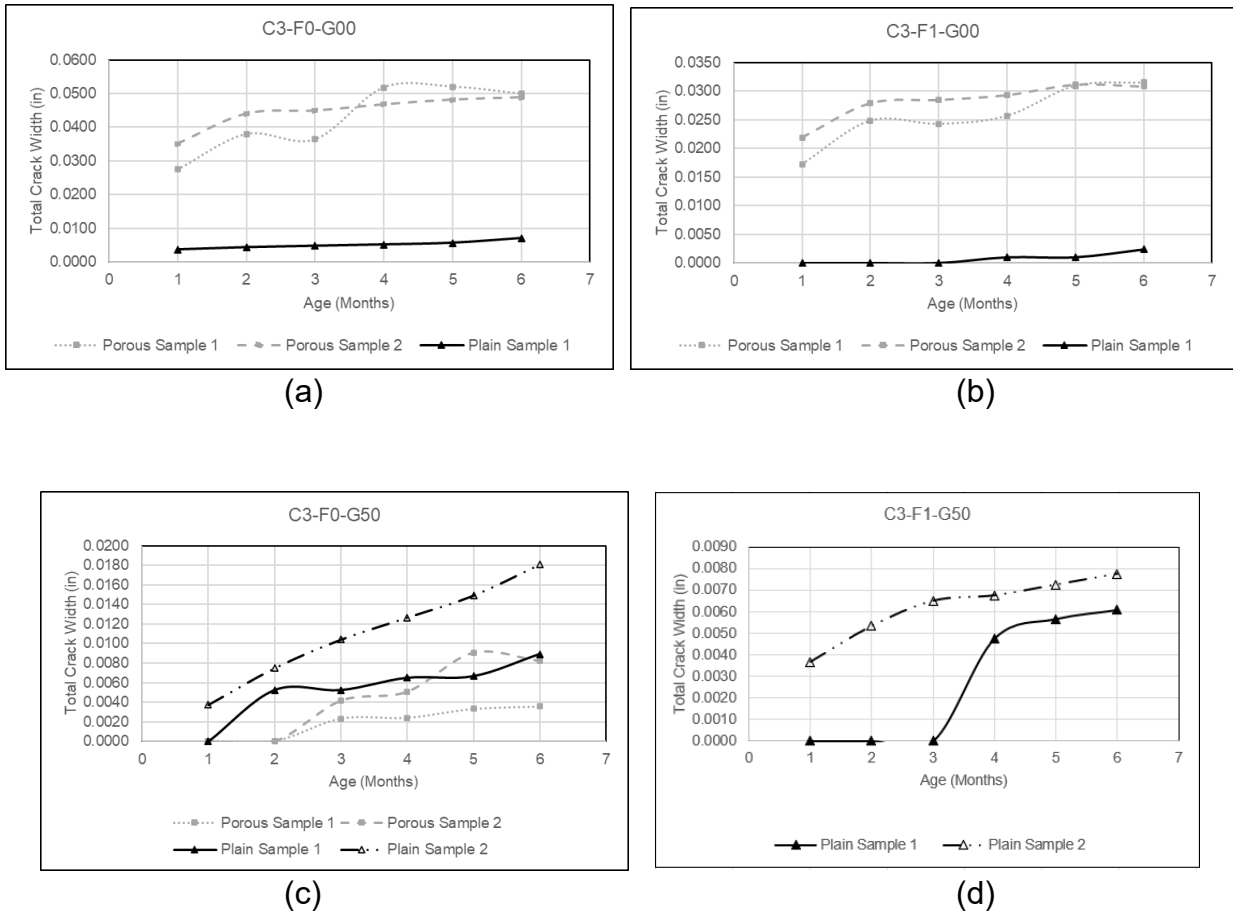 C3-F0-G00
Total Crack Width (in)
0.0600
0.0500
0.0400
0.0300
0.0200
0.0100
0.0000
0 1 2 3 4 5 6 7
Age (Months)
Porous Sample 1 Porous Sample 2 Plain Sample 1
(a)
C3-F1-G00
Total Crack Width (in)
0.0350
0.0300
0.0250
0.0200
0.0150
0.0100
0.0050
0.0000
0 1 2 3 4 5 6 7
Age (Months)
Porous Sample 1 Porous Sample 2 Plain Sample 1
(b)
C3-F0-G50
Total Crack Width (in)
0.0200
0.0180
0.0160
0.0140
0.0120
0.0100
0.0080
0.0060
0.0040
0.0020
0.0000
0 1 2 3 4 5 6 7
Age (Months)
Porous Sample 1 Porous Sample 2
Plain Sample 1 Plain Sample 2
(c)
C3-F1-G50
Total Crack Width (in)
0.0090
0.0080
0.0070
0.0060
0.0050
0.0040
0.0030
0.0020
0.0010
0.0000
0 1 2 3 4 5 6 7
Age (Months)
Plain Sample 1 Plain Sample 2
(d)